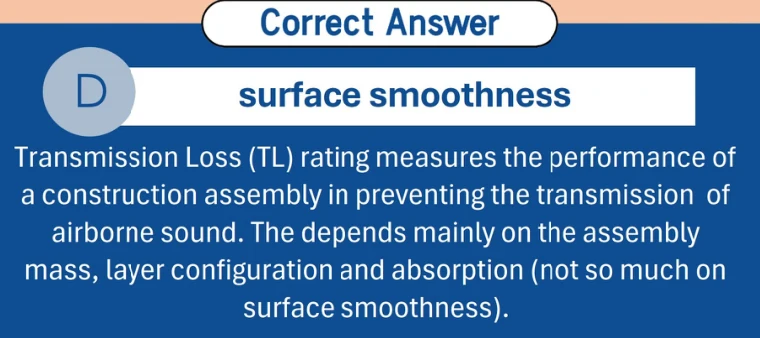 Correct Answer
D
surface smoothness
Transmission Loss (TL) rating measures the performance of
a construction assembly in preventing the transmission of
airborne sound. The depends mainly on the assembly
mass, layer configuration and absorption (not so much on
surface smoothness).